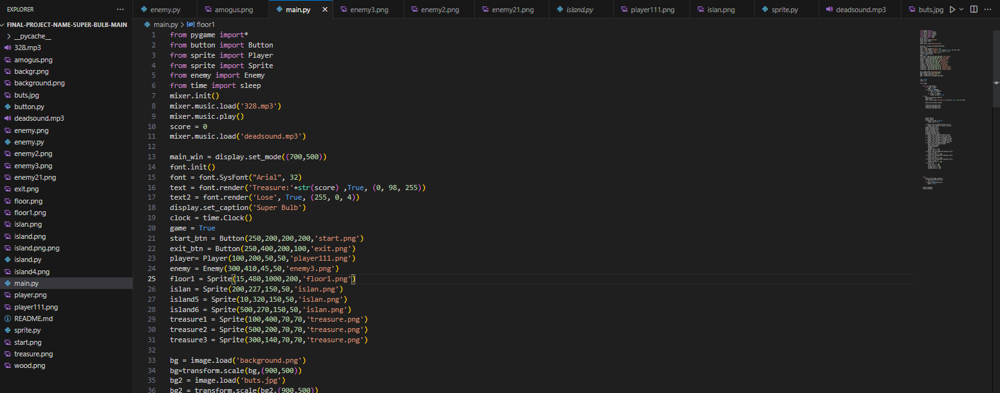 EXPLORER
FINAL-PROJECT-NAME-SUPER-BULB-MAIN
__pycache__
328.mp3
amogus.png
backgr.png
background.png
buts.jpg
button.py
deadsound.mp3
enemy.png
enemy.py
enemy2.png
enemy3.png
enemy21.png
exit.png
floor.png
floor1.png
islan.png
island.png
island.png.png
island.py
island4.png
main.py
player.png
player111.png
README.md
sprite.py
start.png
treasure.png
wood.png
enemy.py amogus.png main.py enemy3.png enemy2.png enemy21.png island.py player111.png islan.png sprite.py deadsound.mp3 buts.jpg
main.py > floor1
1 from pygame import*
2 from button import Button
3 from sprite import Player
4 from sprite import Sprite
5 from enemy import Enemy
6 from time import sleep
7 mixer.init()
8 mixer.music.load('328.mp3')
9 mixer.music.play()
10 score = 0
11 mixer.music.load('deadsound.mp3')
12
13 main_win = display.set_mode((700,500))
14 font.init()
15 font = font.SysFont("Arial", 32)
16 text = font.render('Treasure:'+str(score) ,True, (0, 98, 255))
17 text2 = font.render('Lose', True, (255, 0, 4))
18 display.set_caption('Super Bulb')
19 clock = time.Clock()
20 game = True
21 start_btn = Button(250,200,200,200,'start.png')
22 exit_btn = Button(250,400,200,100,'exit.png')
23 player= Player(100,200,50,50,'player111.png')
24 enemy = Enemy(300,410,45,50,'enemy3.png')
25 floor1 = Sprite(15,480,1000,200,'floor1.png')
26 islan = Sprite(200,227,150,50,'islan.png')
27 island5 = Sprite(10,320,150,50,'islan.png')
28 island6 = Sprite(500,270,150,50,'islan.png')
29 treasure1 = Sprite(100,400,70,70,'treasure.png')
30 treasure2 = Sprite(500,200,70,70,'treasure.png')
31 treasure3 = Sprite(300,140,70,70,'treasure.png')
32
33 bg = image.load('background.png')
34 bg=transform.scale(bg,(900,500))
35 bg2 = image.load('buts.jpg')
36 bg2 = transform.scale(bg2,(900,500))